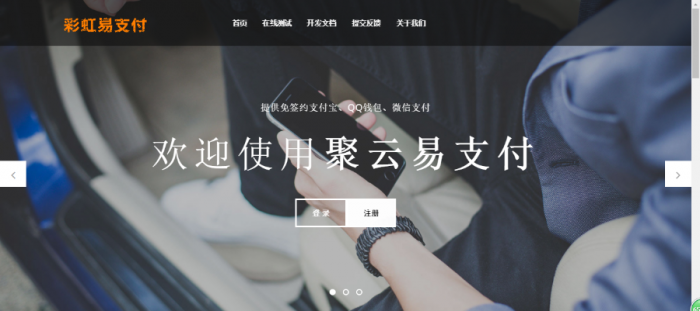 彩虹易支付
首页 在线测试 开发文档 提交反馈 关于我们
提供免签约支付宝、QQ钱包、微信支付
欢迎使用聚云易支付
登录 注册